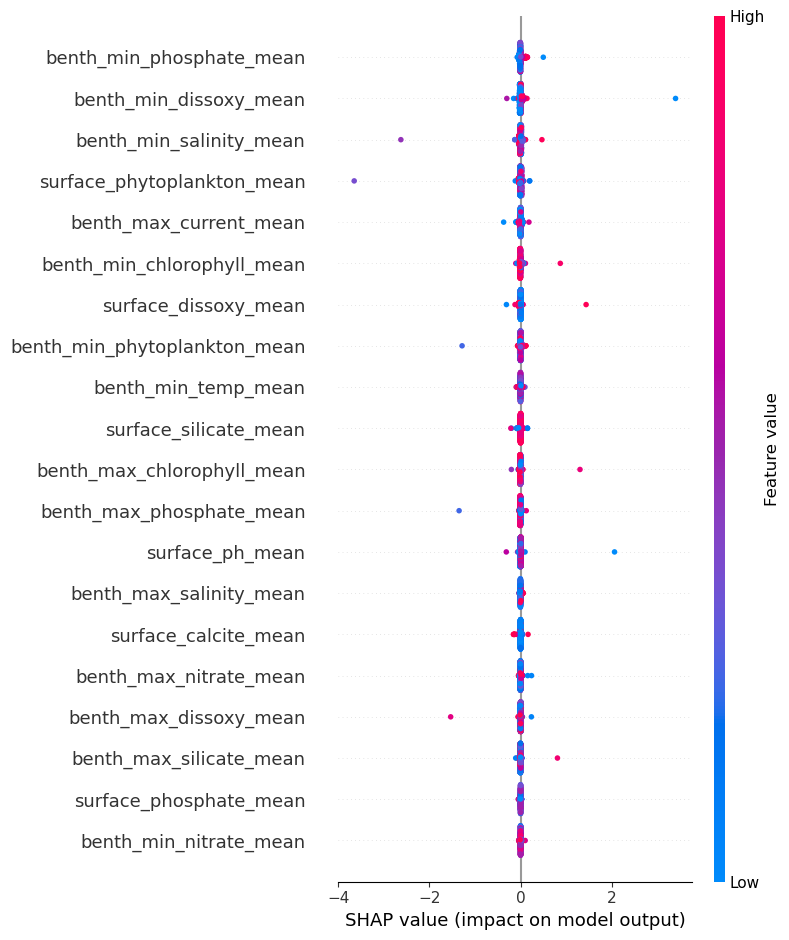 High
benth_min_phosphate_mean
benth_min_dissoxy_mean
benth_min_salinity_mean
surface_phytoplankton_mean
benth_max_current_mean
benth_min_chlorophyll_mean
surface_dissoxy_mean
benth_min_phytoplankton_mean
benth_min_temp_mean
surface_silicate_mean
benth_max_chlorophyll_mean
benth_max_phosphate_mean
surface_ph_mean
benth_max_salinity_mean
surface_calcite_mean
benth_max_nitrate_mean
benth_max_dissoxy_mean
benth_max_silicate_mean
surface_phosphate_mean
benth_min_nitrate_mean
Feature value
Low
−4 −2 0 2
SHAP value (impact on model output)